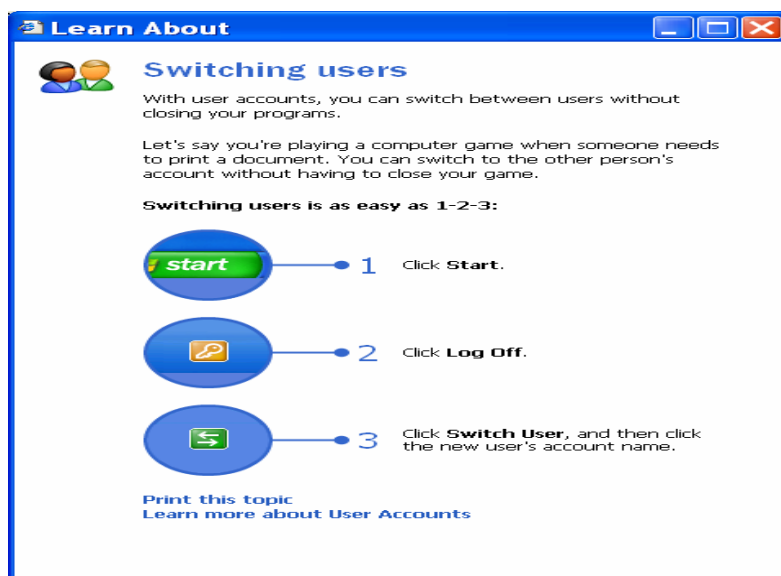 Learn About
Switching users
With user accounts, you can switch between users without
closing your programs.
Let's say you're playing a computer game when someone needs
to print a document. You can switch to the other person's
account without having to close your game.
Switching users is as easy as 1-2-3:
start
1 Click Start.
2 Click Log Off.
3 Click Switch User, and then click
the new user's account name.
Print this topic
Learn more about User Accounts